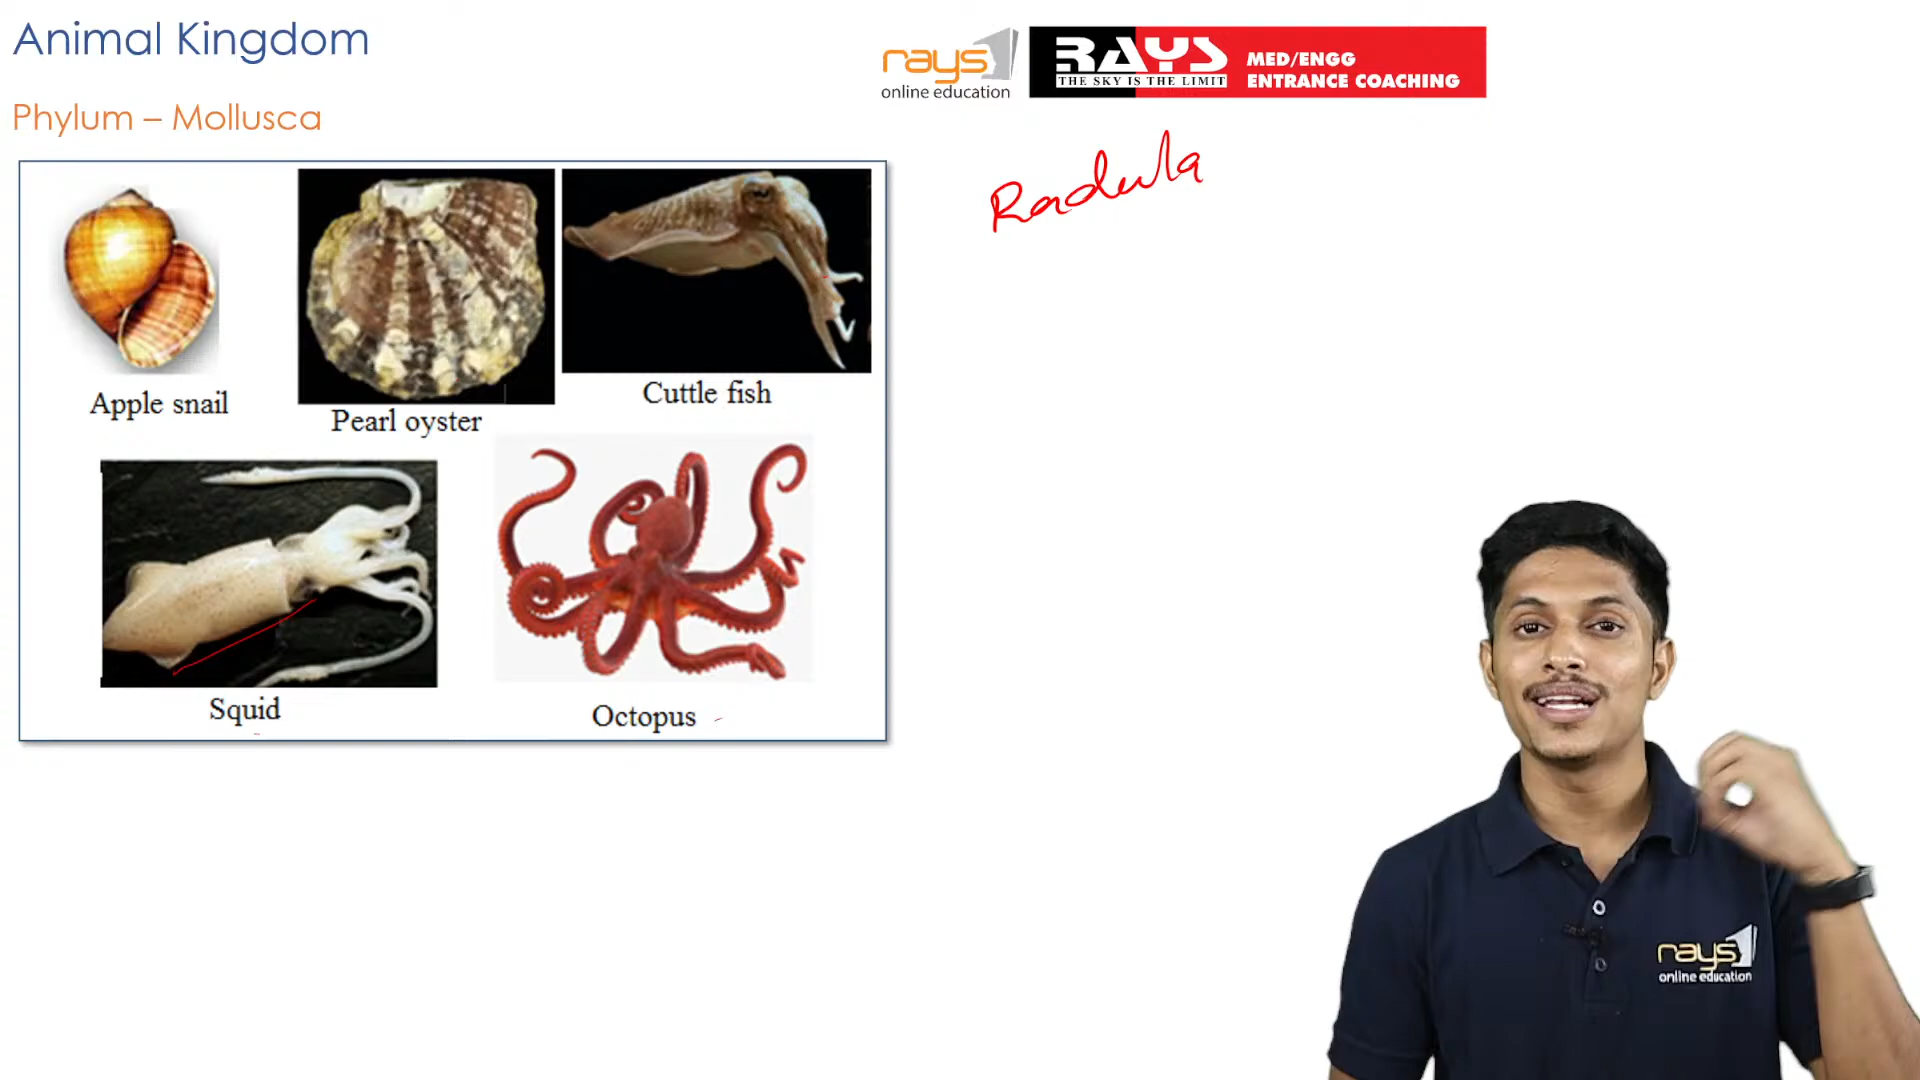 Animal Kingdom
rays
online education
RAYS
THE SKY IS THE LIMIT
MED/ENGG
ENTRANCE COACHING
Phylum – Mollusca
Radula
Apple snail
Pearl oyster
Cuttle fish
Squid
Octopus
rays
online education